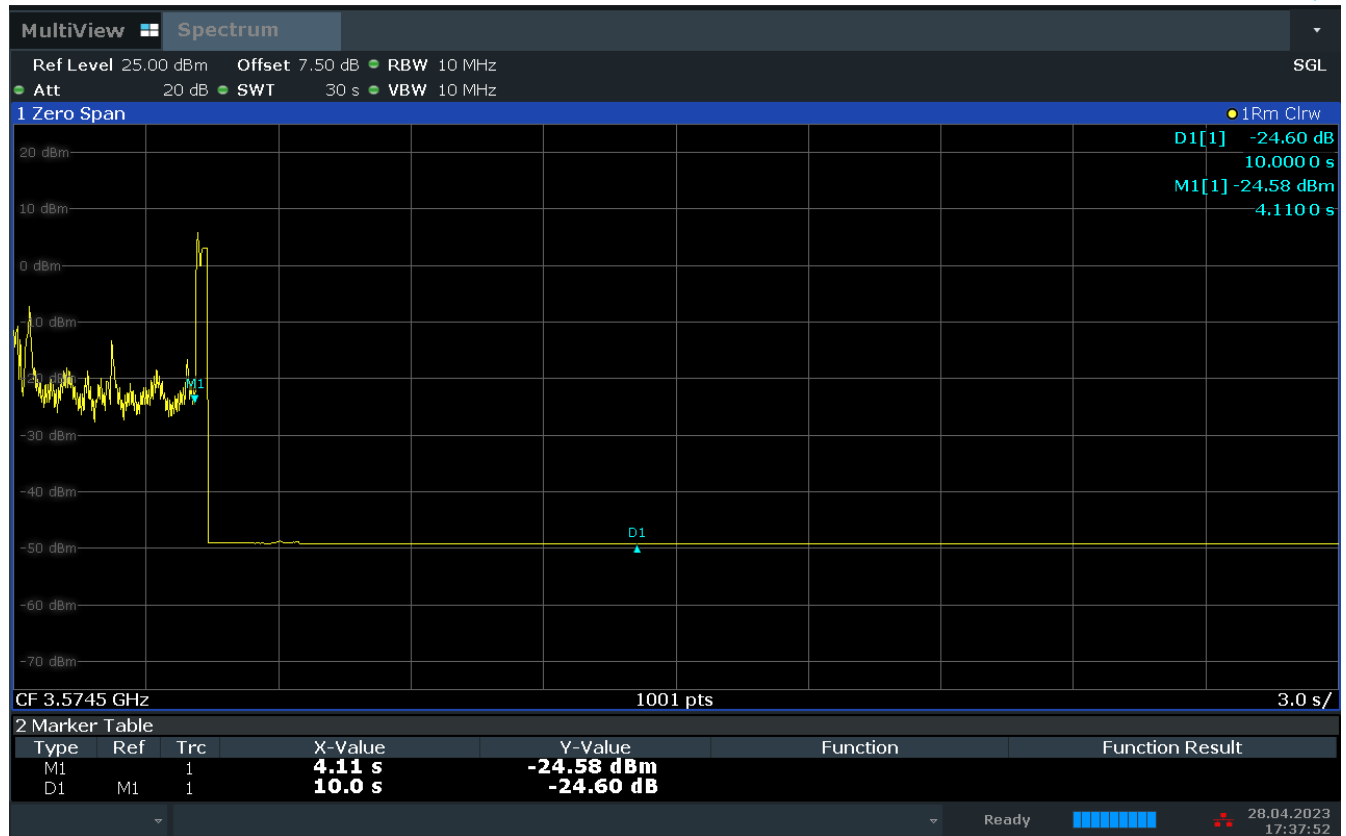 MultiView Spectrum
Ref Level 25.00 dBm Offset 7.50 dB RBW 10 MHz SGL
Att 20 dB SWT 30 s VBW 10 MHz
1 Zero Span 1Rm Clrw
D1[1] -24.60 dB
20 dBm
10.0000 s
M1[1] -24.58 dBm
10 dBm
4.1100 s
0 dBm
-10 dBm
-20 dBm
M1
-30 dBm
-40 dBm
D1
-50 dBm
-60 dBm
-70 dBm
CF 3.5745 GHz 1001 pts 3.0 s/
2 Marker Table
Type Ref Trc X-Value Y-Value Function Function Result
M1 1 4.11 s -24.58 dBm
D1 M1 1 10.0 s -24.60 dB
Ready 28.04.2023
17:37:52